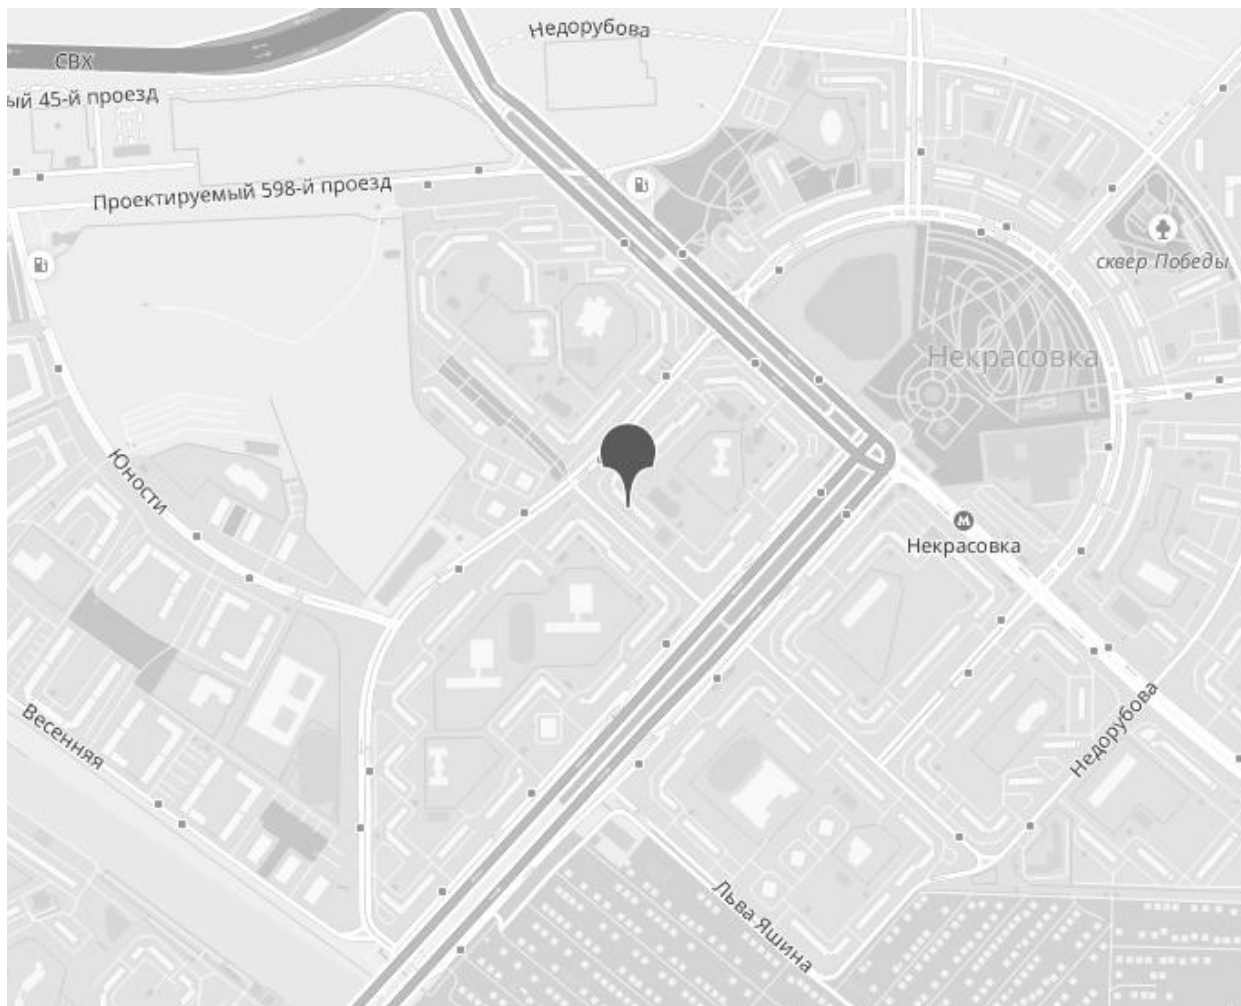 Недорубова
СВХ
ый 45-й проезд
Проектируемый 598-й проезд
сквер Победы
Некрасовка
Юности
М
Некрасовка
Недорубова
Весенняя
Льва Яшина